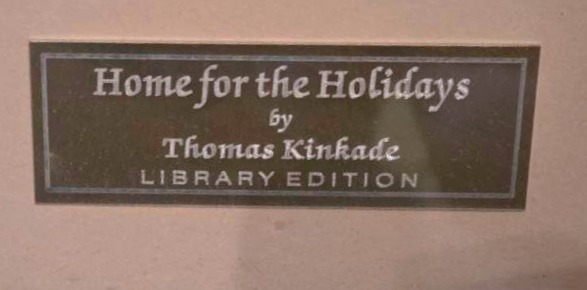 Home for the Holidays
by
Thomas Kinkade
LIBRARY EDITION